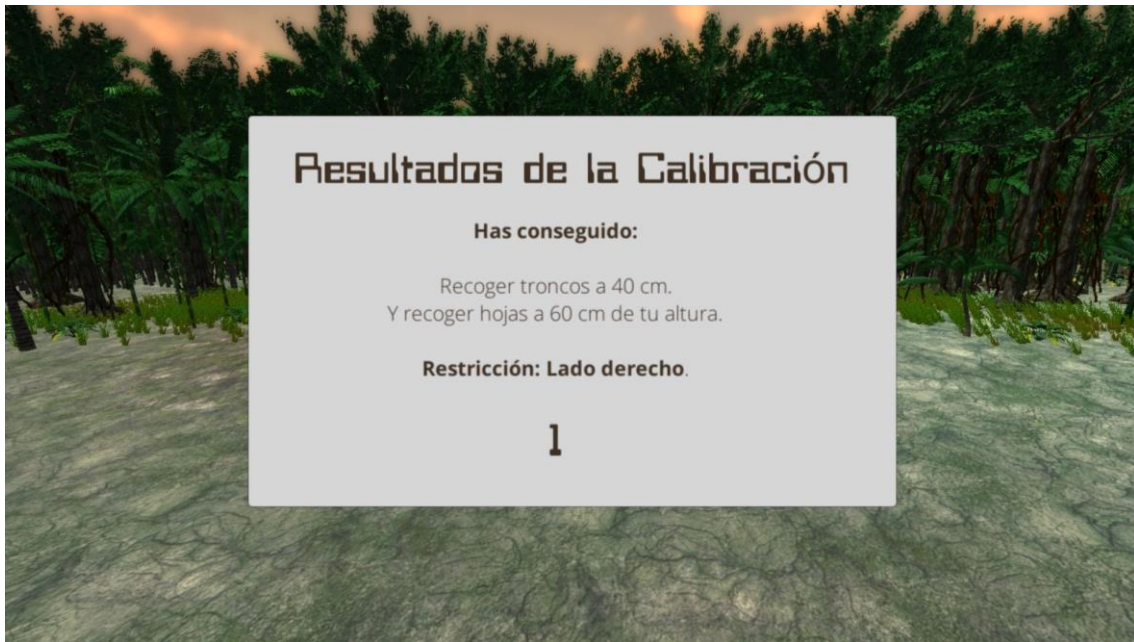 Resultados de la Calibración
Has conseguido:
Recoger troncos a 40 cm.
Y recoger hojas a 60 cm de tu altura.
Restricción: Lado derecho.
1